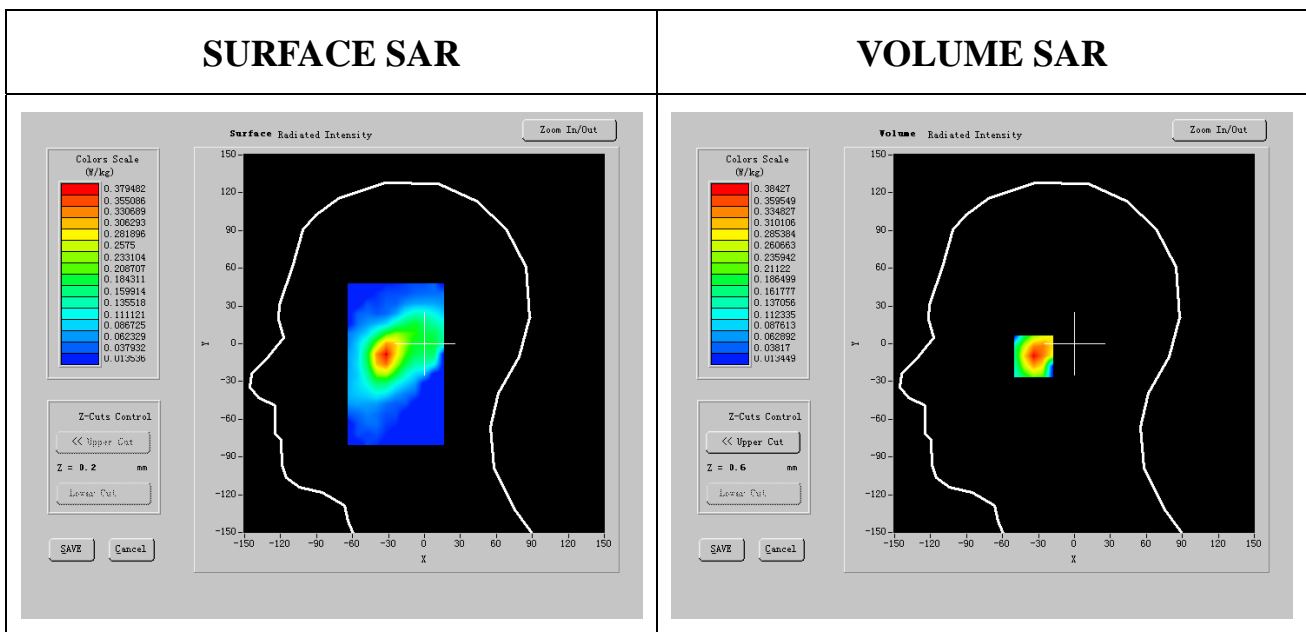 SURFACE SAR
VOLUME SAR
Surface Radiated Intensity
Zoom In/Out
Colors Scale
(W/kg)
0.379482
0.355086
0.330689
0.306293
0.281896
0.2575
0.233104
0.208707
0.184311
0.159914
0.135518
0.111121
0.086725
0.062329
0.037932
0.013536
150
120
90
60
30
0
-30
-60
-90
-120
-150
Y
-150 -120 -90 -60 -30 0 30 60 90 120 150
X
Z-Cuts Control
<< Upper Cut
Z = 0.2 mm
Lower Cut
SAVE Cancel
Volume Radiated Intensity
Zoom In/Out
Colors Scale
(W/kg)
0.38427
0.359549
0.334827
0.310106
0.285384
0.260663
0.235942
0.21122
0.186499
0.161777
0.137056
0.112335
0.087613
0.062892
0.03817
0.013449
150
120
90
60
30
0
-30
-60
-90
-120
-150
Y
-150 -120 -90 -60 -30 0 30 60 90 120 150
X
Z-Cuts Control
<< Upper Cut
Z = 0.6 mm
Lower Cut
SAVE Cancel